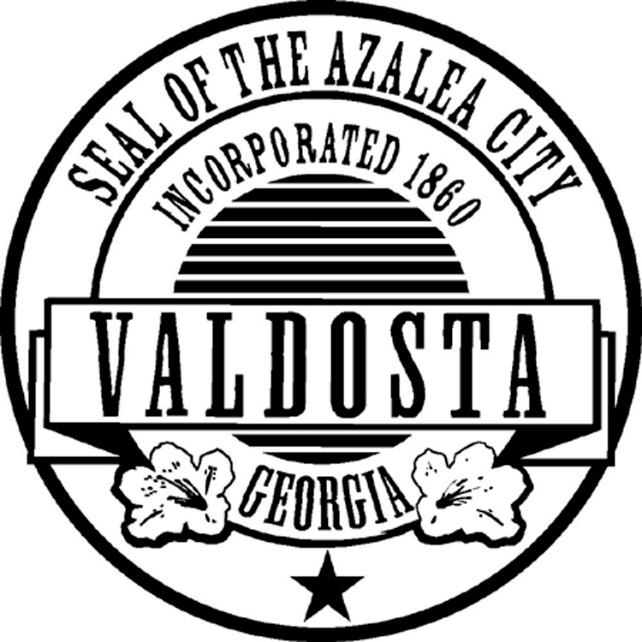 SEAL OF THE AZALEA CITY
INCORPORATED 1860
VALDOSTA
GEORGIA